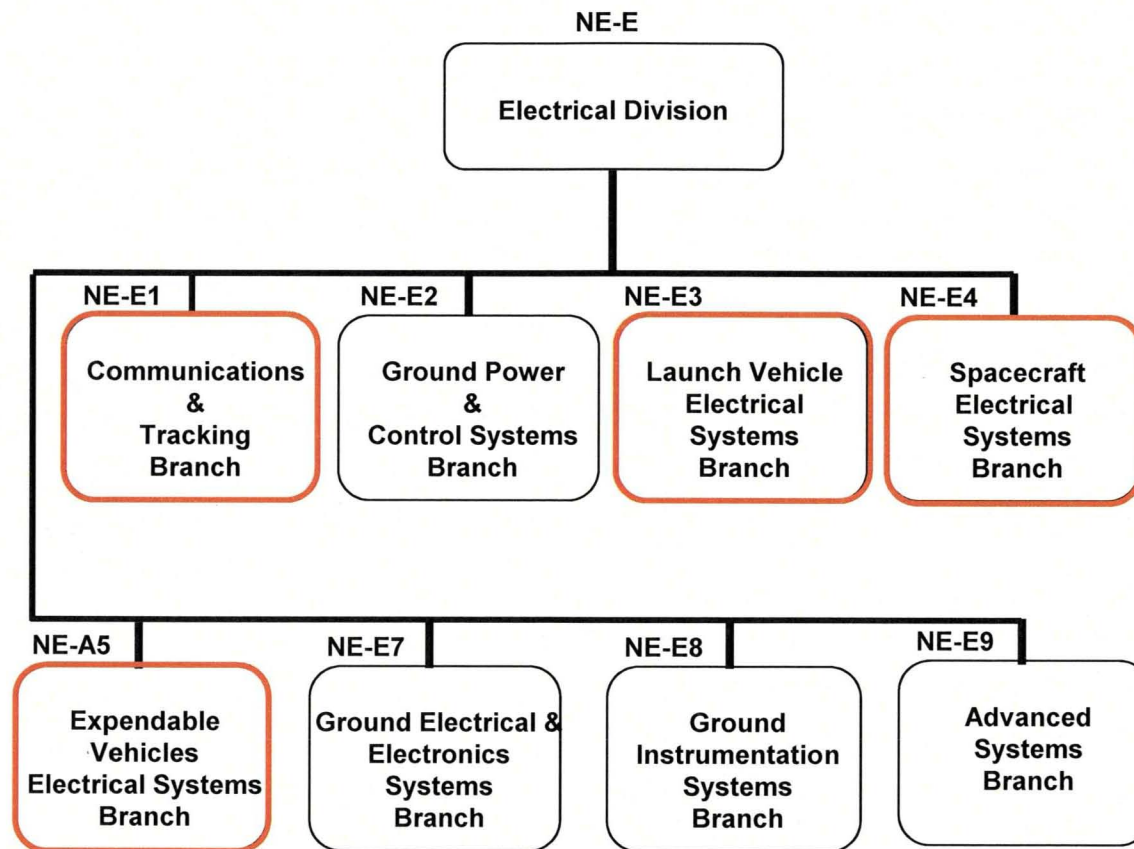 NE-E
Electrical Division
NE-E1
Communications
&
Tracking
Branch
NE-E2
Ground Power
&
Control Systems
Branch
NE-E3
Launch Vehicle
Electrical
Systems
Branch
NE-E4
Spacecraft
Electrical
Systems
Branch
NE-A5
Expendable
Vehicles
Electrical Systems
Branch
NE-E7
Ground Electrical &
Electronics
Systems
Branch
NE-E8
Ground
Instrumentation
Systems
Branch
NE-E9
Advanced
Systems
Branch